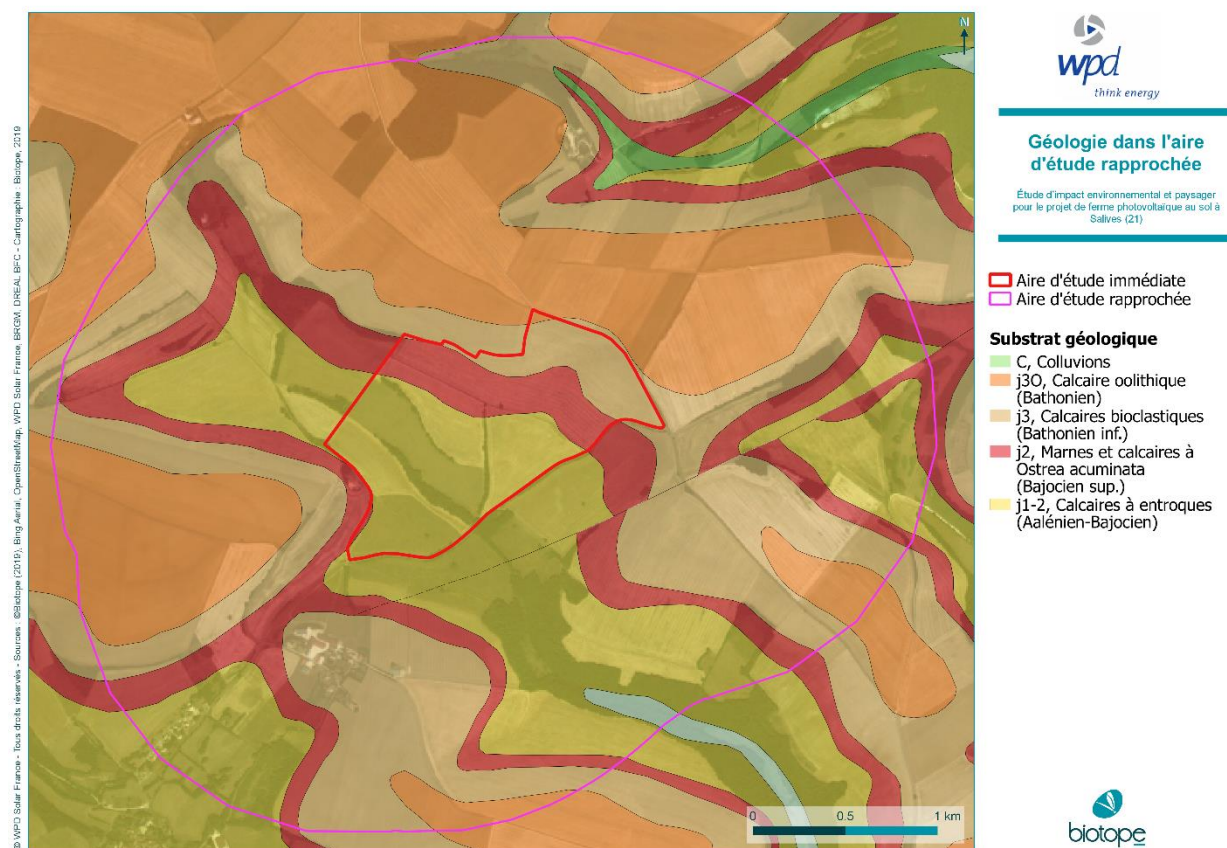 N
wpd
think energy
Géologie dans l'aire
d'étude rapprochée
Étude d'impact environnemental et paysager
pour le projet de ferme photovoltaïque au sol à
Salives (21)
Aire d'étude immédiate
Aire d'étude rapprochée
Substrat géologique
C, Colluvions
j3O, Calcaire oolithique
(Bathonien)
j3, Calcaires bioclastiques
(Bathonien inf.)
j2, Marnes et calcaires à
Ostrea acuminata
(Bajocien sup.)
j1-2, Calcaires à entroques
(Aalénien-Bajocien)
0 0.5 1 km
biotope
© WPD Solar France - Tous droits réservés - Sources : ©Biotope (2019), Bing Aerial, OpenStreetMap, WPD Solar France, BRGM, DREAL BFC - Cartographie : Biotope, 2019